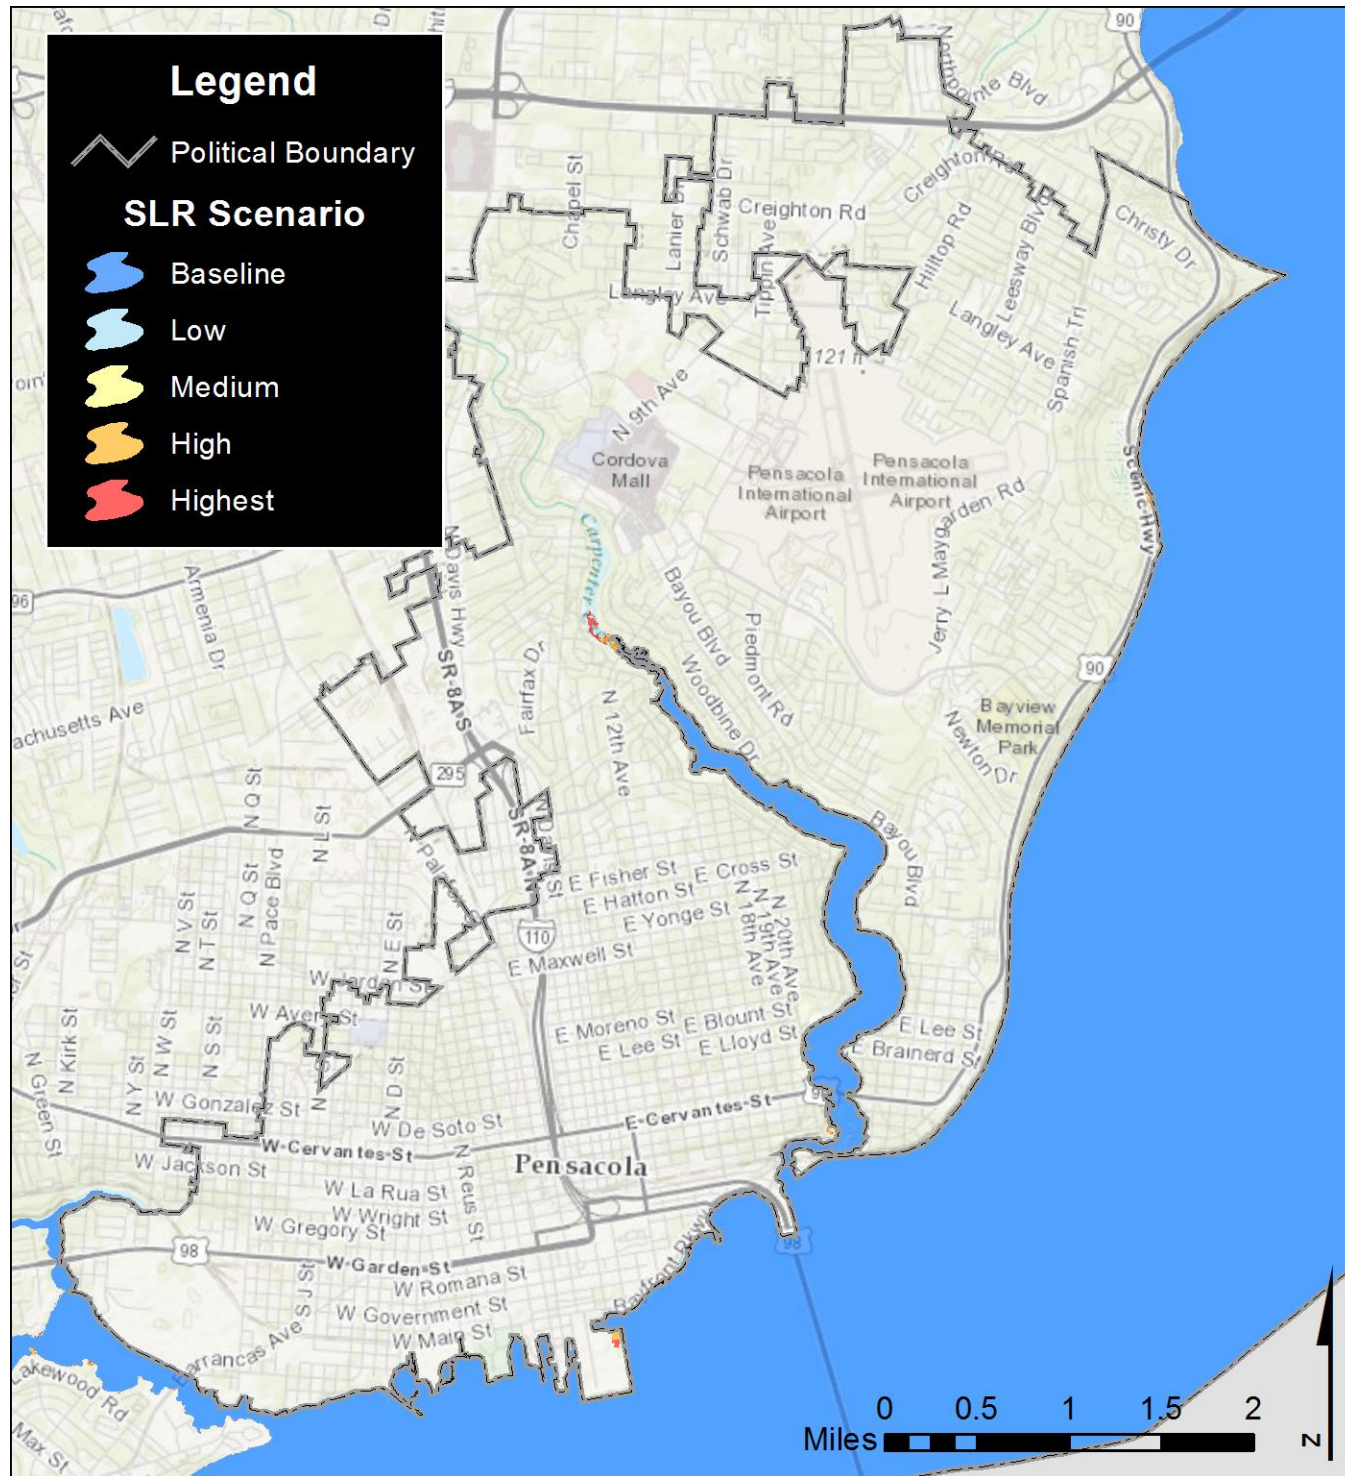 Legend
Political Boundary
SLR Scenario
Baseline
Low
Medium
High
Highest
90
Northpointe Blvd
Creighton Rd
Chapel St
Lanier Dr
Schwab Dr
Creighton Rd
Tippin Ave
Hilltop Rd
Leesway Blvd
Christy Dr
Langley Ave
Langley Ave
Spanish Trl
121 ft
N 9th Ave
Cordova
Mall
Pensacola
International
Airport
Pensacola
International
Airport
Scenic Hwy
Jerry L Maygarden Rd
Carpenter
N Davis Hwy
Armenia Dr
96
Bayou Blvd
Piedmont Rd
Woodbine Dr
SR-8A S
Fairfax Dr
N 12th Ave
90
Bayview
Memorial
Park
Newton Dr
achusetts Ave
295
N Q St
N L St
SR-8A N
N Davis St
N Palafox
Bayou Blvd
E Fisher St
E Cross St
E Hatton St
E Yonge St
N 18th Ave
N 19th Ave
N 20th Ave
N V St
N T St
N Q St
N Pace Blvd
N E St
110
E Maxwell St
W Jordan St
W Avery St
E Moreno St
E Blount St
E Lee St
E Lloyd St
E Lee St
E Brainerd St
N Kirk St
N Green St
N Y St
N W St
N S St
N
N D St
W Gonzalez St
W De Soto St
E-Cervantes-St
W-Cervantes-St
W Jackson St
N Reus St
Pensacola
W La Rua St
W Wright St
W Gregory St
98
98
W-Garden-St
Bayfront Pkwy
W Romana St
S J St
W Government St
W Main St
Barrancas Ave
Lakewood Rd
Max St
0 0.5 1 1.5 2
Miles
N